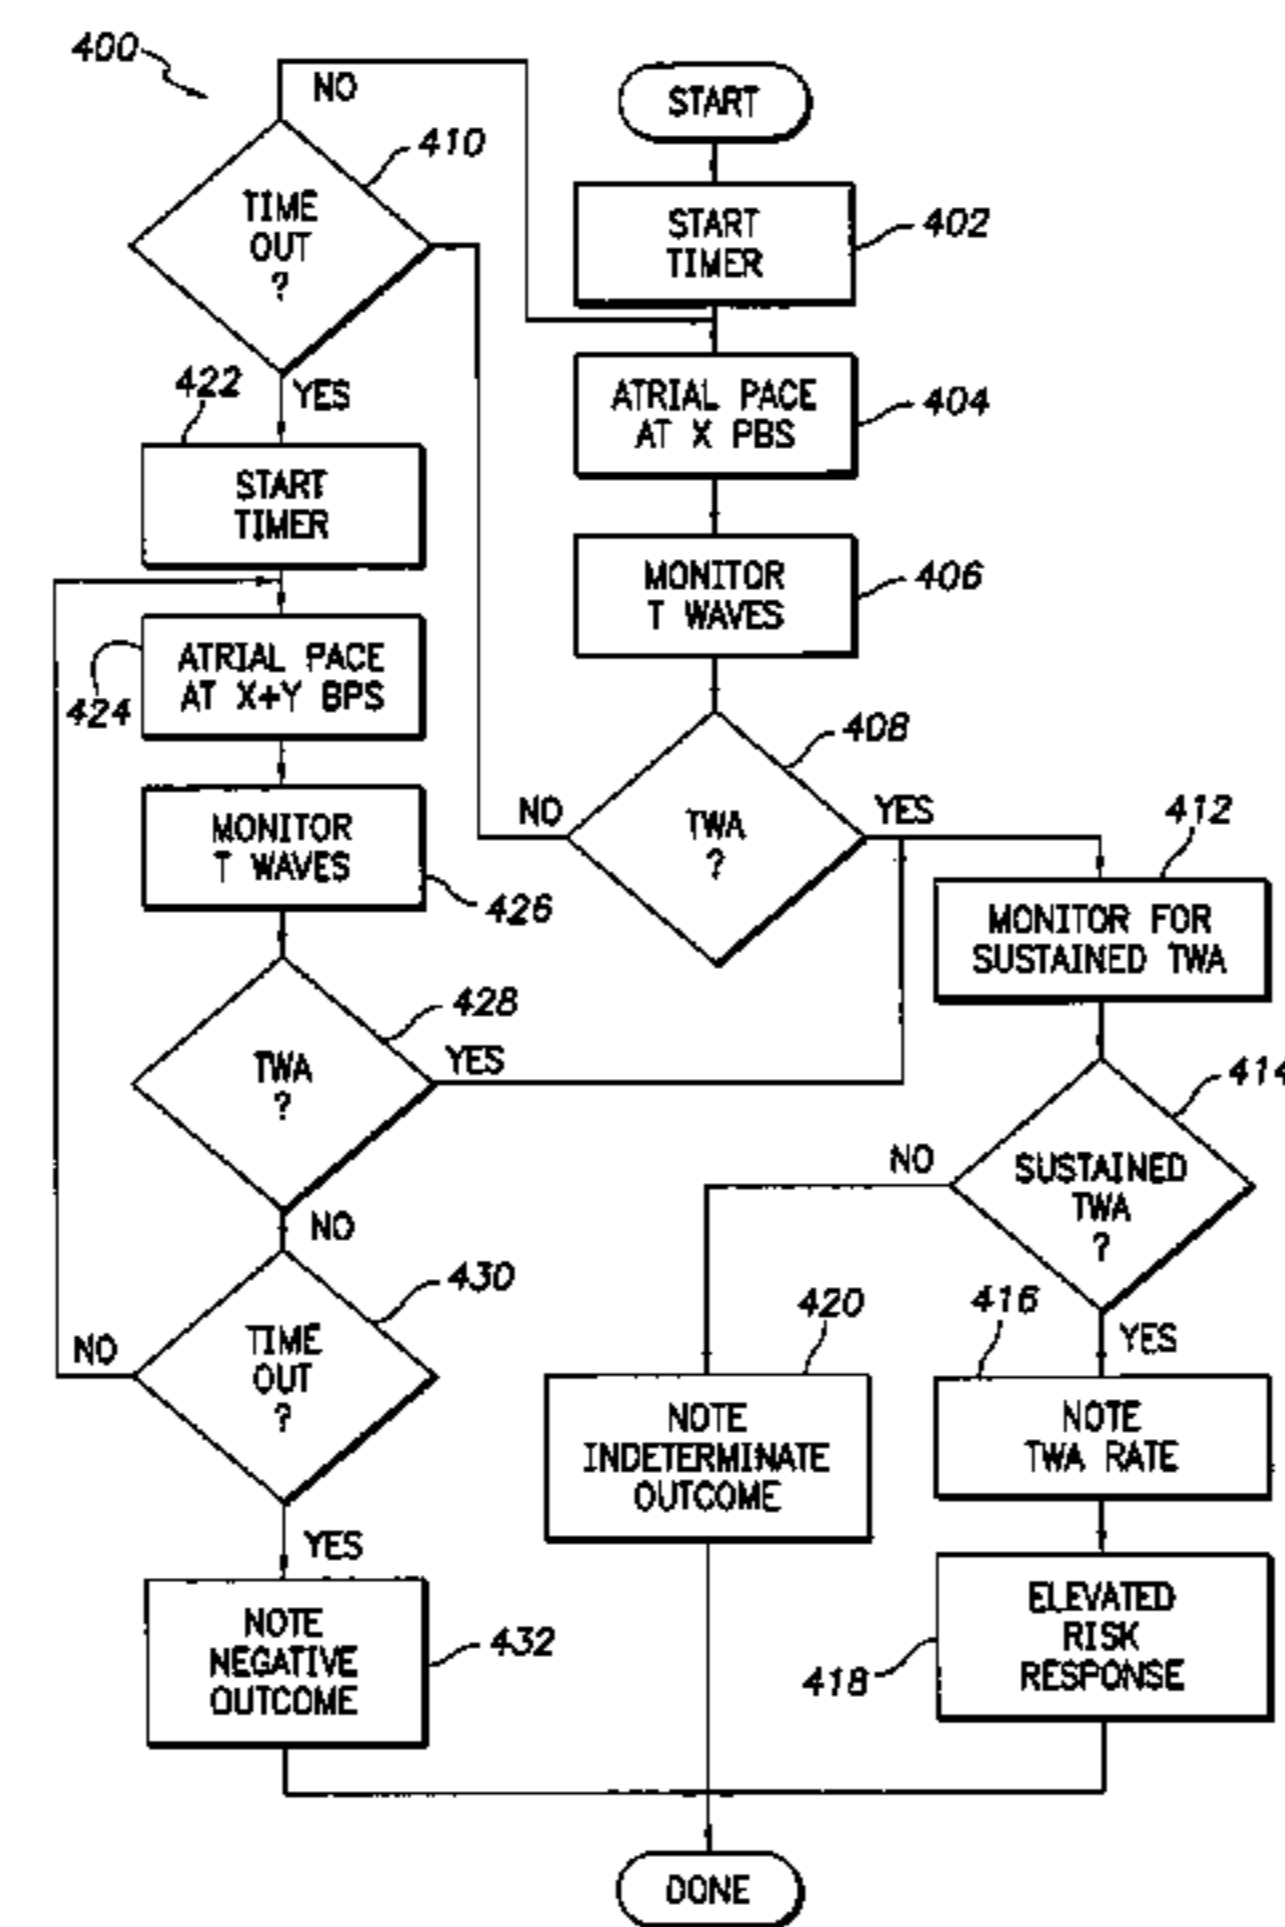 400
NO
START
410
TIME
OUT
?
START
TIMER
402
422
YES
ATRIAL PACE
AT X PBS
404
START
TIMER
MONITOR
T WAVES
406
ATRIAL PACE
AT X+Y BPS
424
408
NO
TWA
?
YES
412
MONITOR
T WAVES
426
MONITOR FOR
SUSTAINED TWA
428
TWA
?
YES
414
NO
SUSTAINED
TWA
?
NO
430
TIME
OUT
?
NO
420
416
YES
NOTE
INDETERMINATE
OUTCOME
NOTE
TWA RATE
YES
NOTE
NEGATIVE
OUTCOME
432
ELEVATED
RISK
RESPONSE
418
DONE